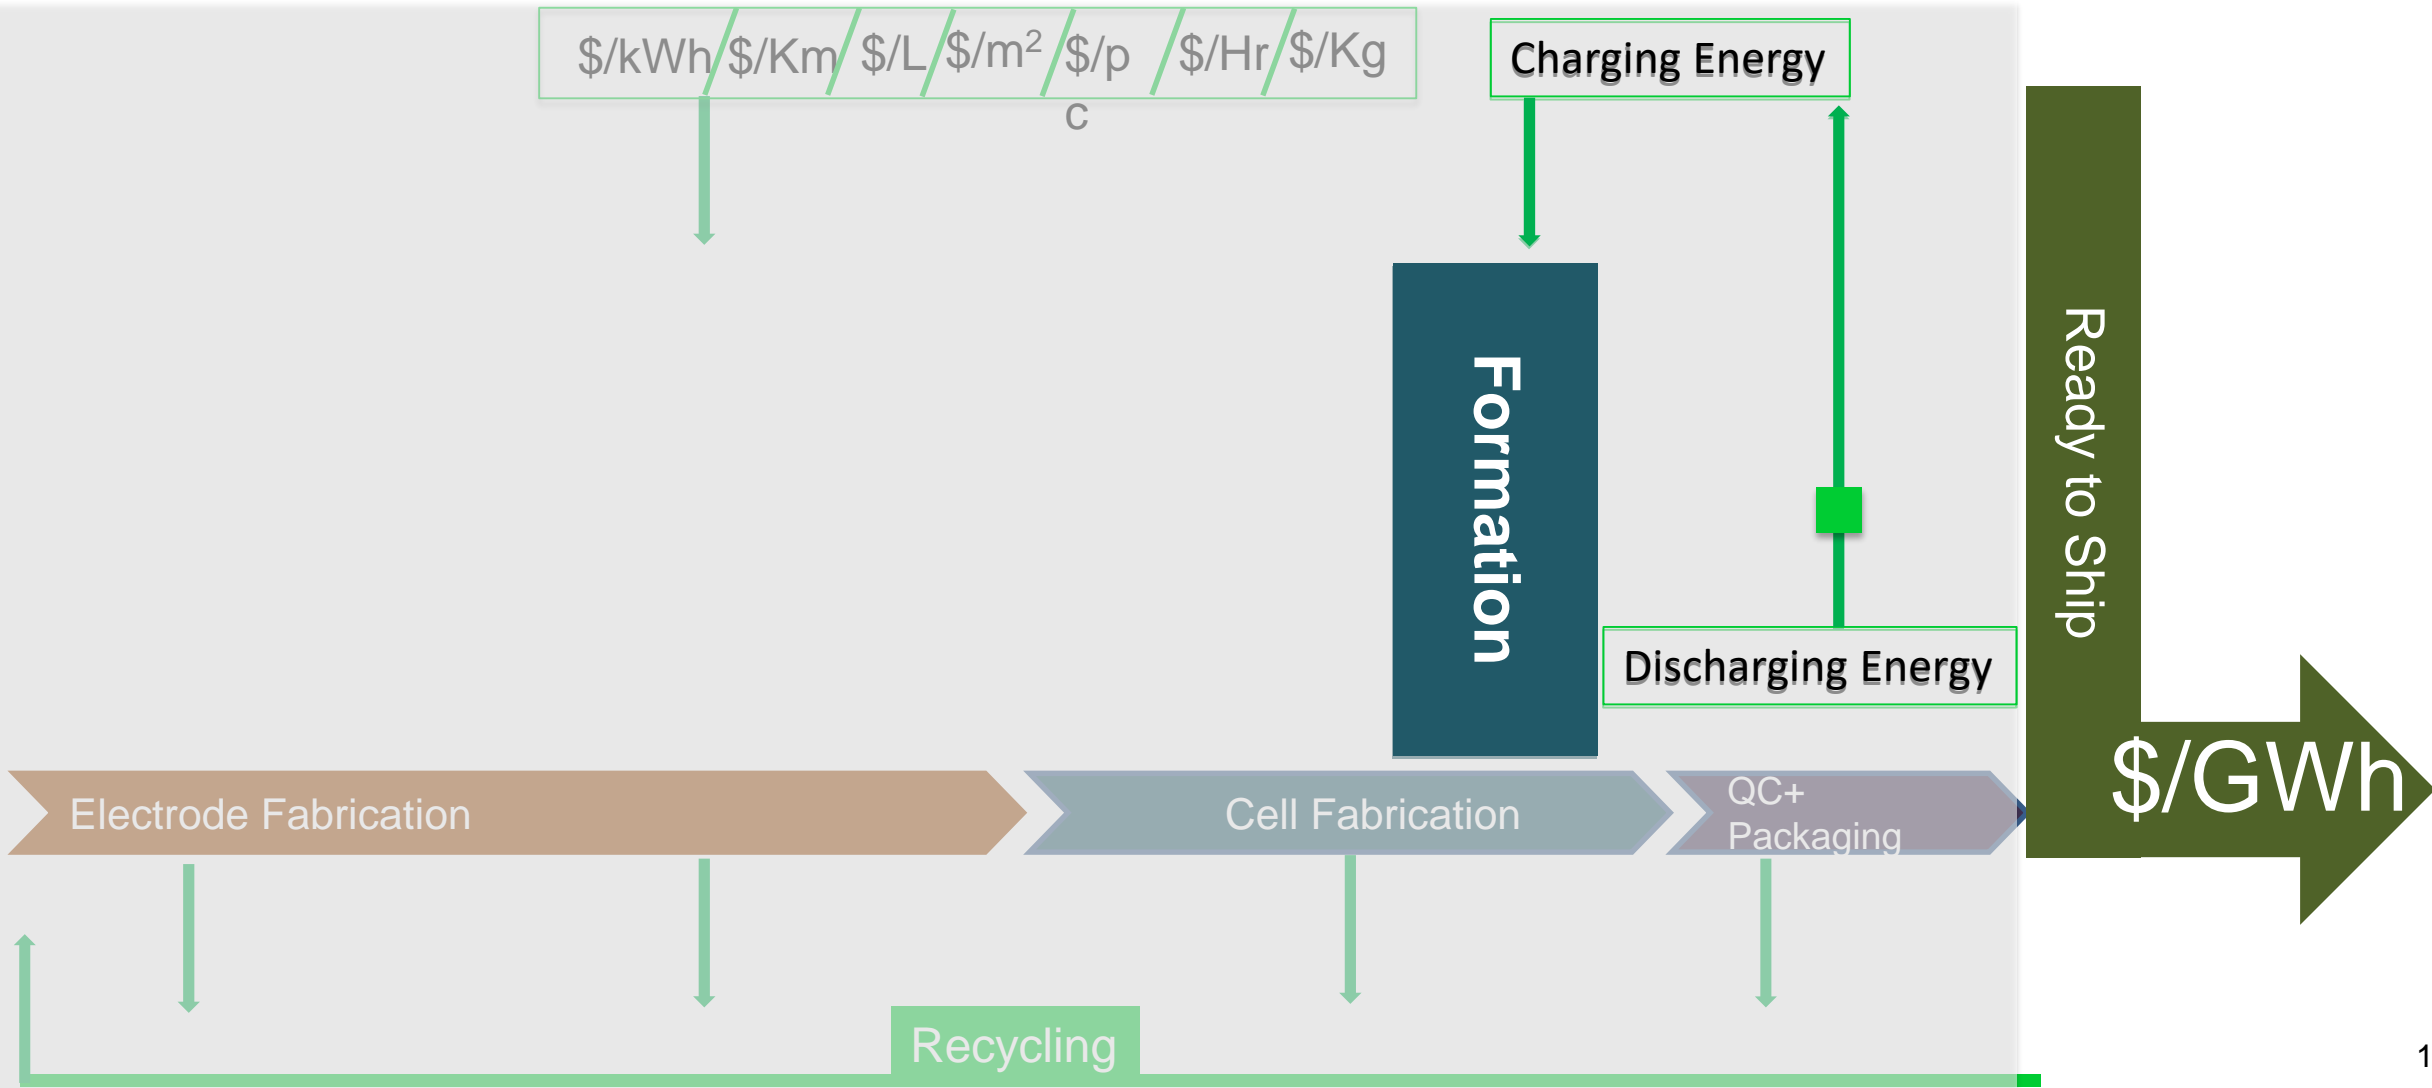 $/kWh $/Km $/L $/m² $/p $/Hr $/Kg
c
Charging Energy
Formation
Ready to Ship
Discharging Energy
$/GWh
Electrode Fabrication
Cell Fabrication
QC+
Packaging
Recycling
1